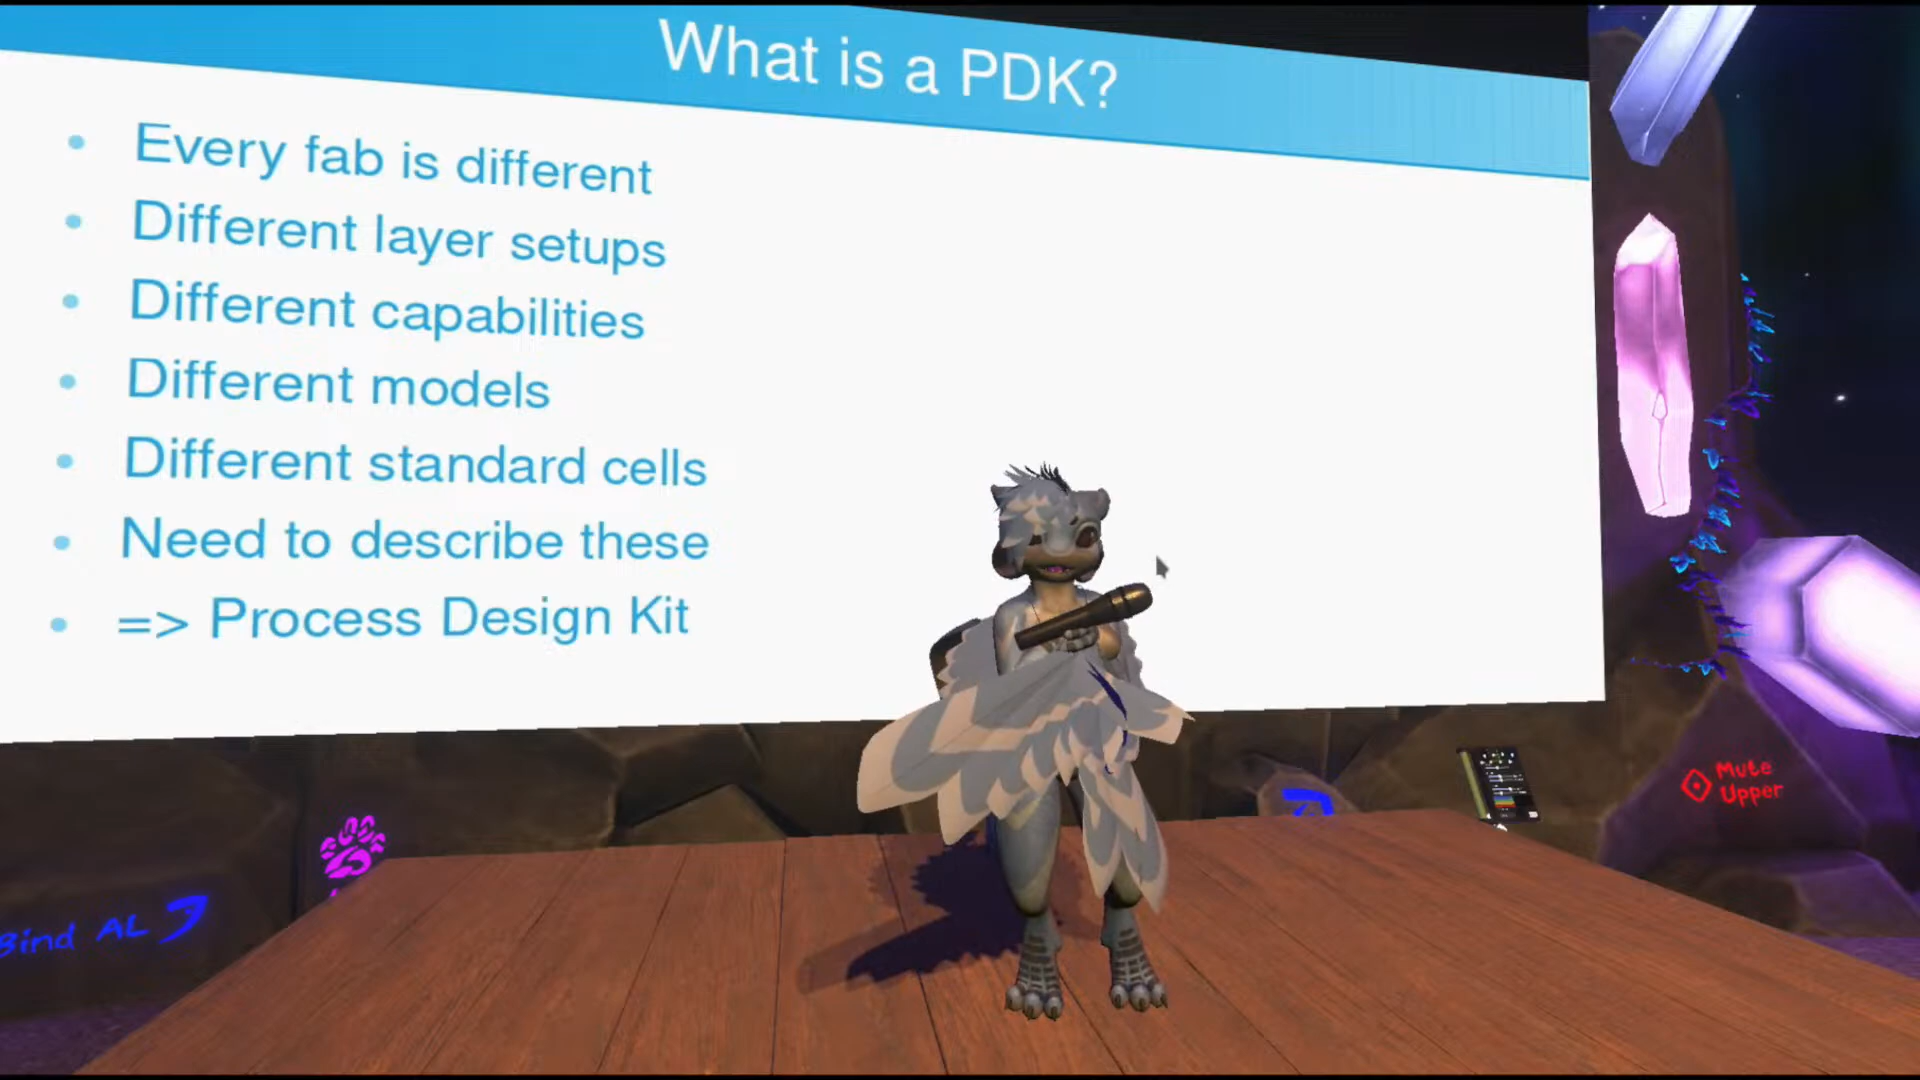 What is a PDK?
Every fab is different
Different layer setups
Different capabilities
Different models
Different standard cells
Need to describe these
=> Process Design Kit
Mute
Upper
Bind AL